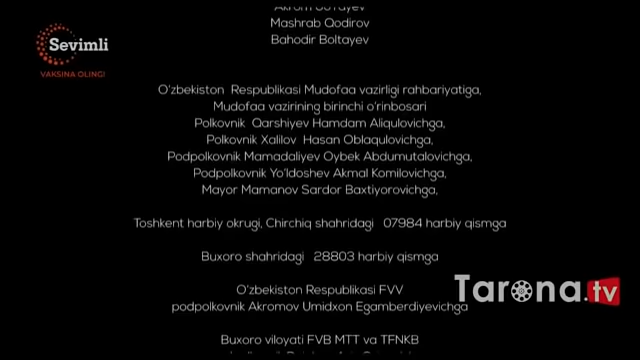 Mashrab Qodirov
Bahodir Boltayev
Sevimli
VAKSINA OLING!
O'zbekiston Respublikasi Mudofaa vazirligi rahbariyatiga,
Mudofaa vazirining birinchi o'rinbosari
Polkovnik Qarshiyev Hamdam Aliqulovichga,
Polkovnik Xalilov Hasan Oblaqulovichga,
Podpolkovnik Mamadaliyev Oybek Abdumutalovichga,
Podpolkovnik Yo'ldoshev Akmal Komilovichga,
Mayor Mamanov Sardor Baxtiyorovichga,
Toshkent harbiy okrugi, Chirchiq shahridagi 07984 harbiy qismga
Buxoro shahridagi 28803 harbiy qismga
O'zbekiston Respulikasi FVV
podpolkovnik Akromov Umidxon Egamberdiyevichga
Tarona.tv
Buxoro viloyati FVB MTT va TFNKB